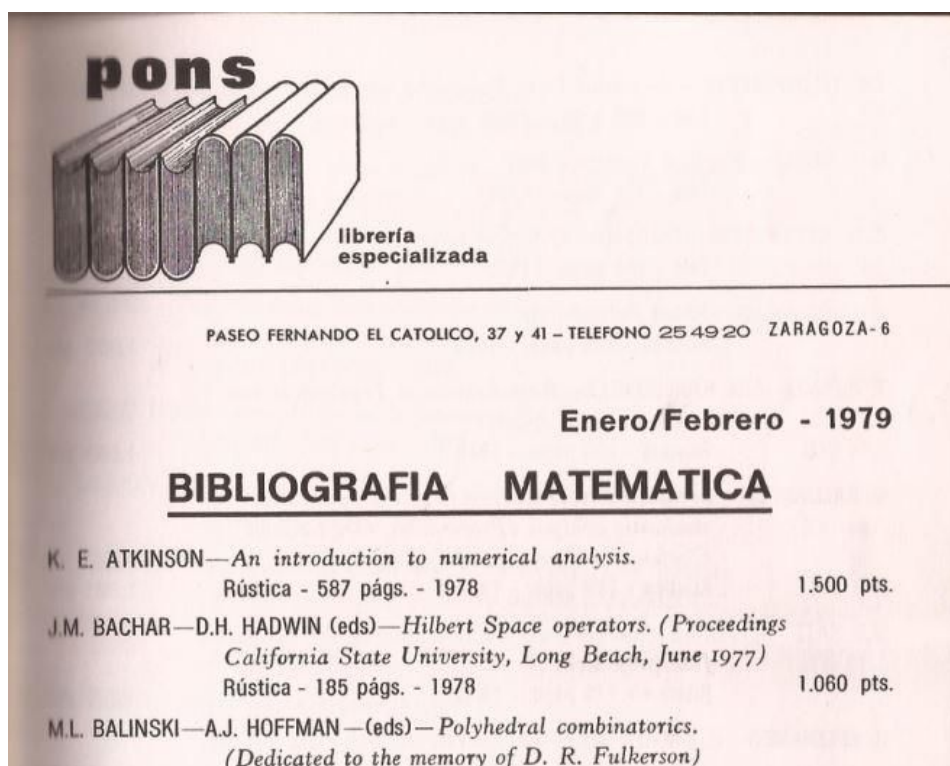 pons
librería
especializada
PASEO FERNANDO EL CATOLICO, 37 y 41 – TELEFONO 25 49 20 ZARAGOZA-6
Enero/Febrero - 1979
BIBLIOGRAFIA MATEMATICA
K. E. ATKINSON—An introduction to numerical analysis.
Rústica - 587 págs. - 1978 1.500 pts.
J.M. BACHAR—D.H. HADWIN (eds)—Hilbert Space operators. (Proceedings
California State University, Long Beach, June 1977)
Rústica - 185 págs. - 1978 1.060 pts.
M.L. BALINSKI—A.J. HOFFMAN—(eds)—Polyhedral combinatorics.
(Dedicated to the memory of D. R. Fulkerson)